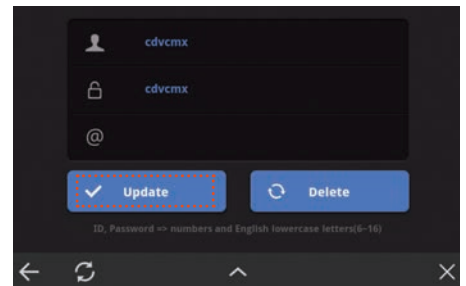 cdvcmx
cdvcmx
@
Update
Delete
ID, Password => numbers and English lowercase letters(6~16)